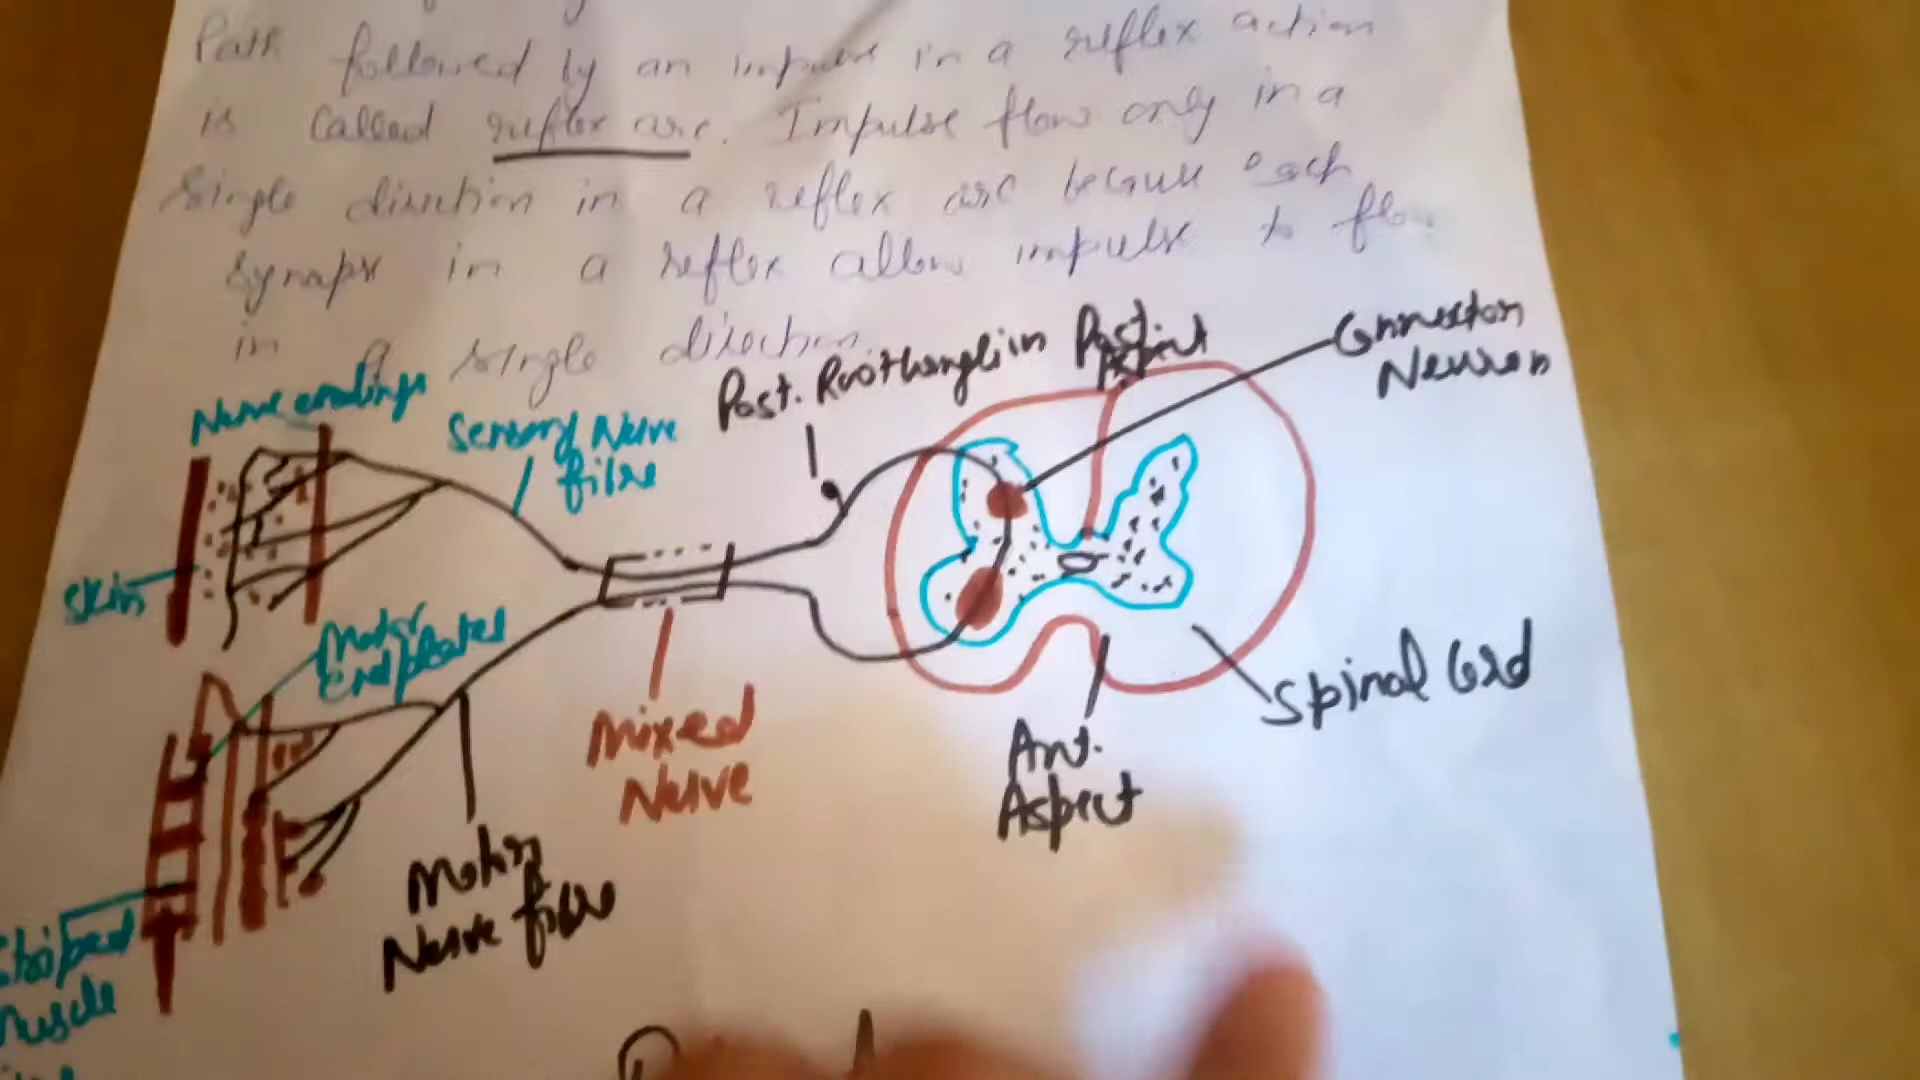 Path followed by an impulse in a reflex action
is called reflex arc. Impulse flow only in a
single direction in a reflex arc because each
synapse in a reflex allow impulse to flow
in a single direction.
Nerve endings
Sensory Nerve
fibre
Post. Root Ganglion
Post.
Aspect
Connector
Neuron
Skin
Motor
End plates
Mixed
Nerve
Ant.
Aspect
Spinal Cord
Motor
Nerve fibre
Striped
Muscle